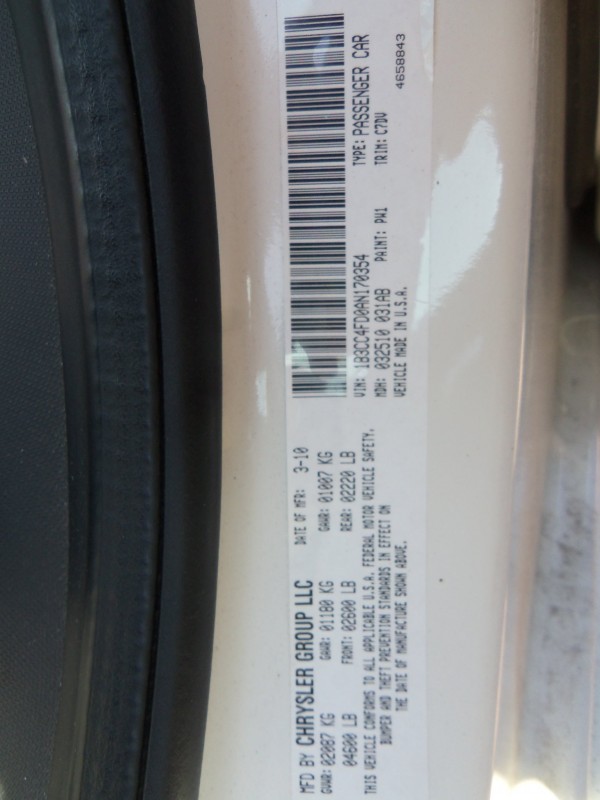 MFD BY CHRYSLER GROUP LLC DATE OF MFR: 3-10
GVWR: 02087 KG GAWR: 01180 KG GAWR: 01007 KG
04600 LB FRONT: 02600 LB REAR: 02220 LB
THIS VEHICLE CONFORMS TO ALL APPLICABLE U.S.A. FEDERAL MOTOR VEHICLE SAFETY,
BUMPER AND THEFT PREVENTION STANDARDS IN EFFECT ON
THE DATE OF MANUFACTURE SHOWN ABOVE.
VIN: 1B3CC4FD0AN170354 TYPE: PASSENGER CAR
MDH: 032510 031AB PAINT: PW1 TRIM: C7DV
VEHICLE MADE IN U.S.A.
4658843